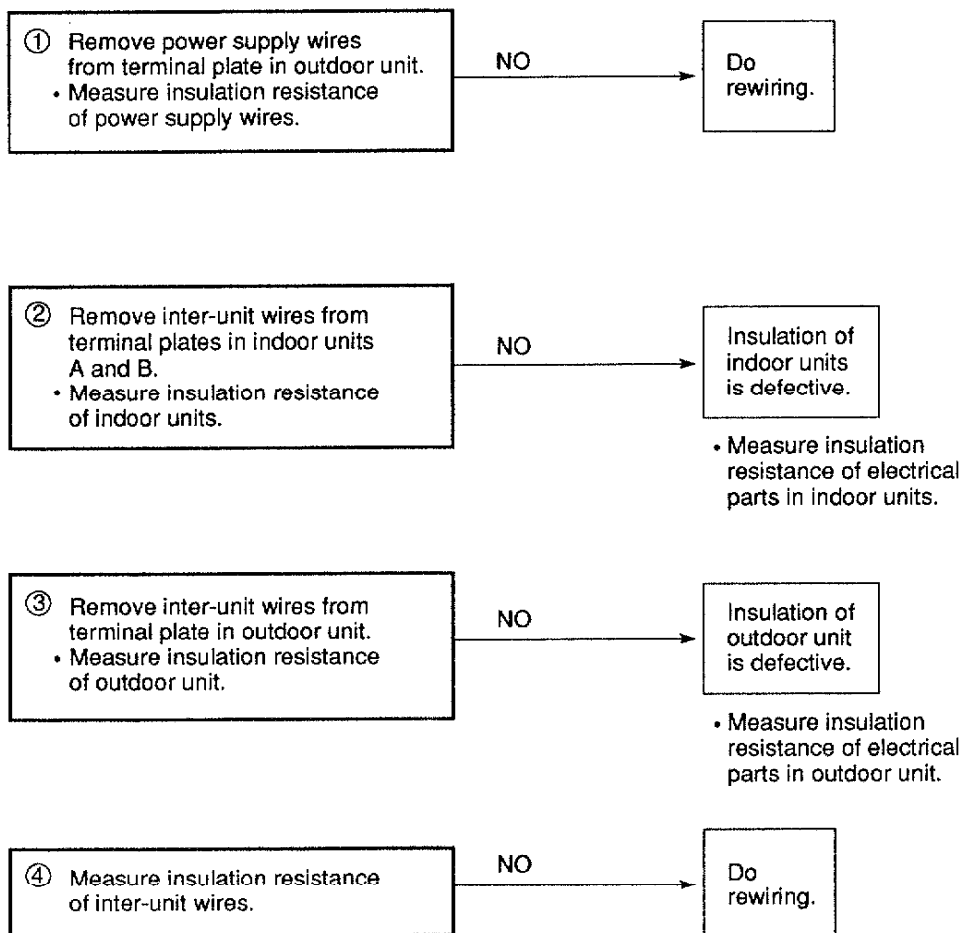 ① Remove power supply wires
from terminal plate in outdoor unit.
• Measure insulation resistance
of power supply wires.
NO
Do
rewiring.
② Remove inter-unit wires from
terminal plates in indoor units
A and B.
• Measure insulation resistance
of indoor units.
NO
Insulation of
indoor units
is defective.
• Measure insulation
resistance of electrical
parts in indoor units.
③ Remove inter-unit wires from
terminal plate in outdoor unit.
• Measure insulation resistance
of outdoor unit.
NO
Insulation of
outdoor unit
is defective.
• Measure insulation
resistance of electrical
parts in outdoor unit.
④ Measure insulation resistance
of inter-unit wires.
NO
Do
rewiring.